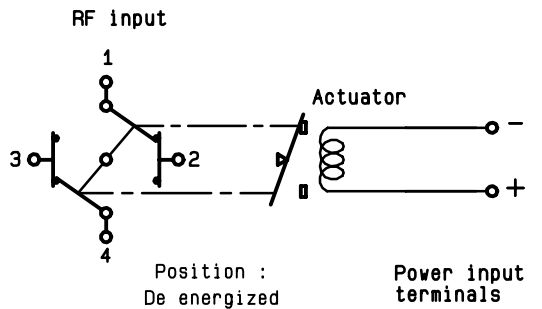 RF input
1
Actuator
-
3
2
+
4
Position :
De energized
Power input
terminals